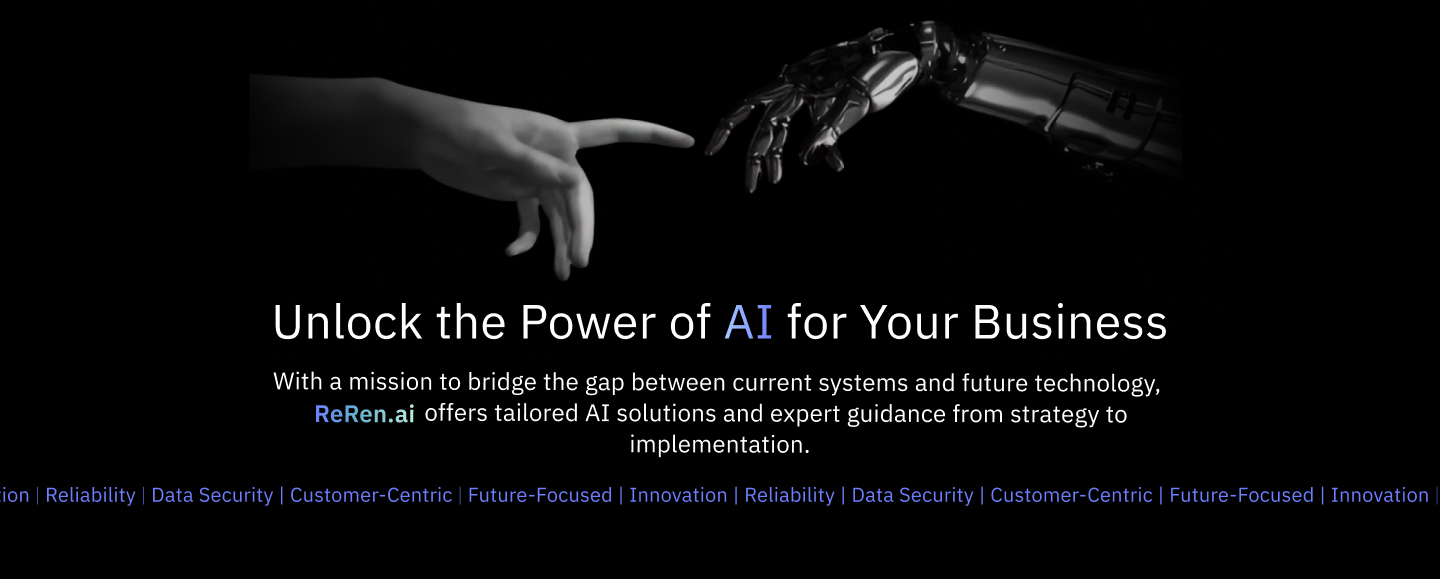 Unlock the Power of AI for Your Business
With a mission to bridge the gap between current systems and future technology,
ReRen.ai offers tailored AI solutions and expert guidance from strategy to
implementation.
tion | Reliability | Data Security | Customer-Centric | Future-Focused | Innovation | Reliability | Data Security | Customer-Centric | Future-Focused | Innovation |